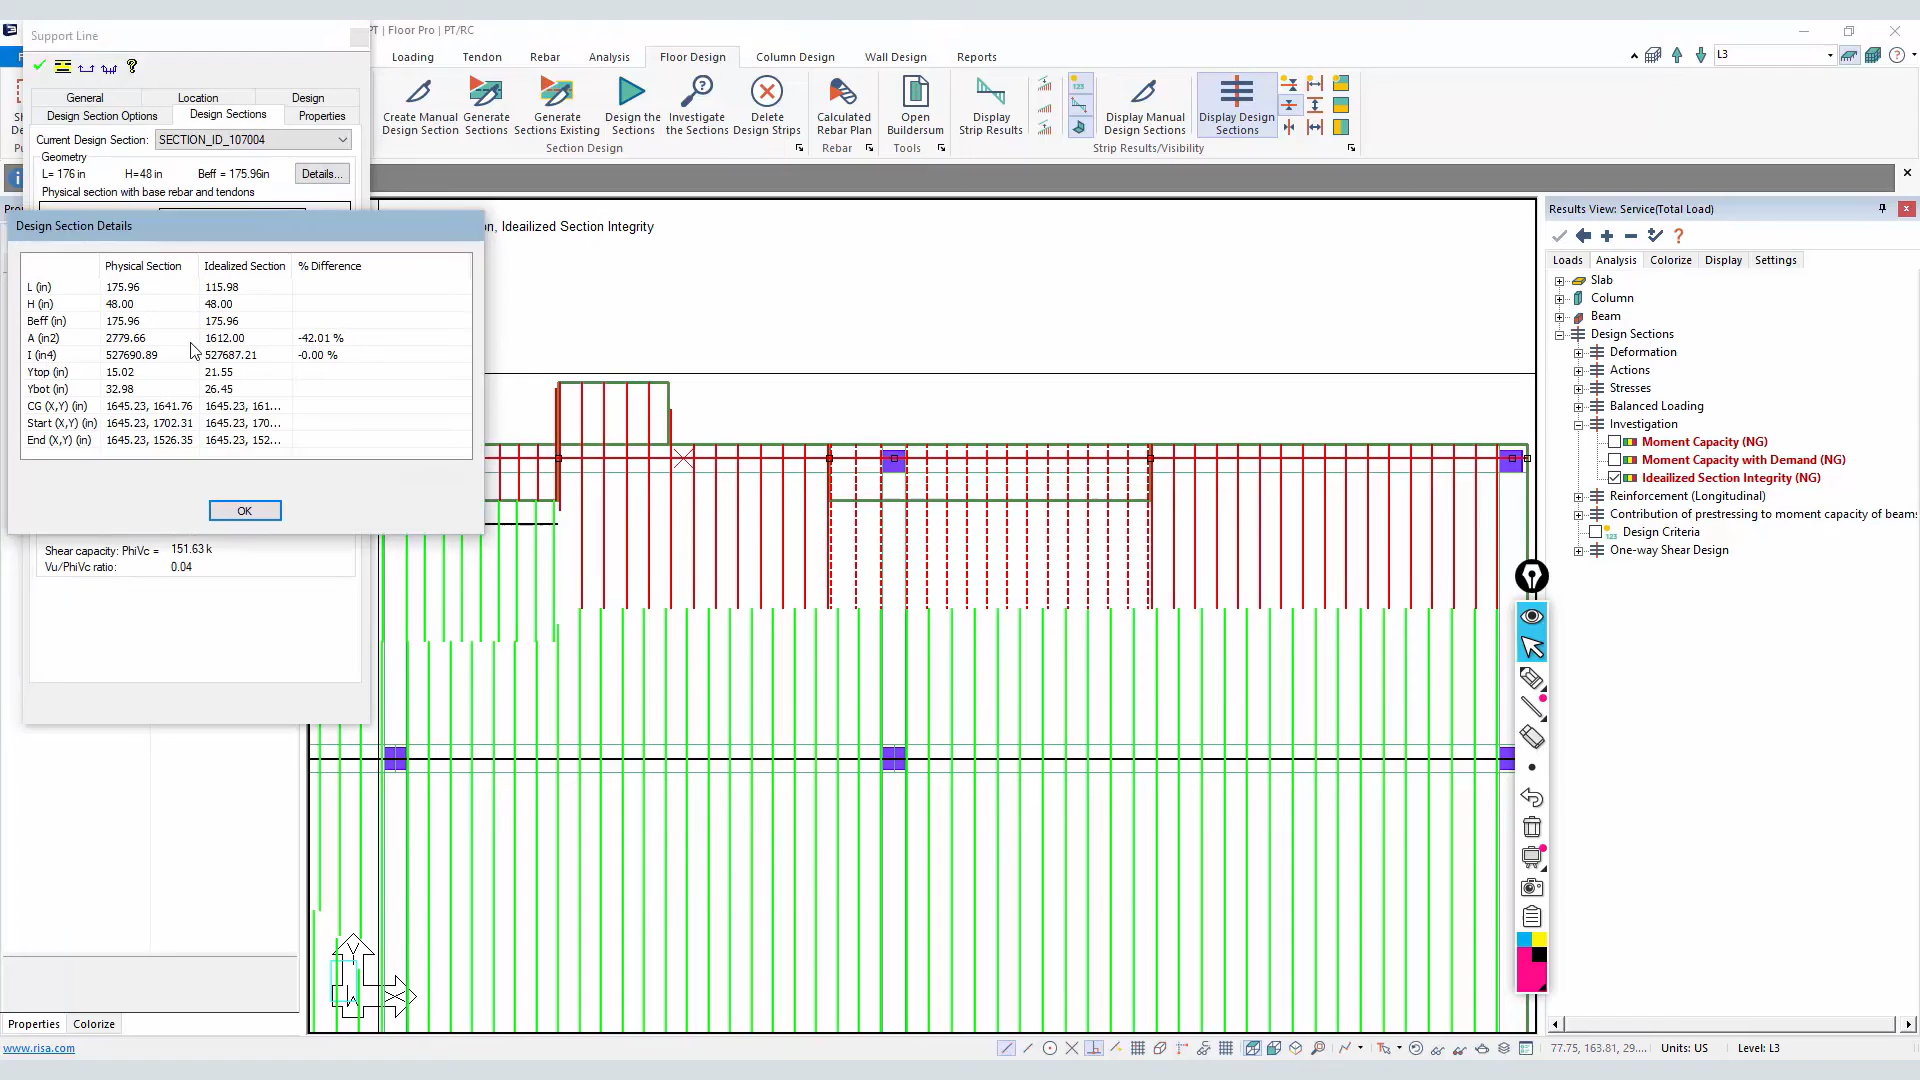 Support Line
PT | Floor Pro | PT/RC
Loading
Tendon
Rebar
Analysis
Floor Design
Column Design
Wall Design
Reports
L3
General
Location
Design
Design Section Options
Design Sections
Properties
Current Design Section:
SECTION_ID_107004
Geometry
L= 176 in
H=48 in
Beff = 175.96in
Details...
Physical section with base rebar and tendons
Create Manual
Design Section
Generate
Sections
Generate
Sections Existing
Design the
Sections
Investigate
the Sections
Delete
Design Strips
Calculated
Rebar Plan
Open
Buildersum
Display
Strip Results
Display Manual
Design Sections
Display Design
Sections
Section Design
Rebar
Tools
Strip Results/Visibility
Design Section Details
Physical Section
Idealized Section
% Difference
L (in)
175.96
115.98
H (in)
48.00
48.00
Beff (in)
175.96
175.96
A (in2)
2779.66
1612.00
-42.01 %
I (in4)
527690.89
527687.21
-0.00 %
Ytop (in)
15.02
21.55
Ybot (in)
32.98
26.45
CG (X,Y) (in)
1645.23, 1641.76
1645.23, 161...
Start (X,Y) (in)
1645.23, 1702.31
1645.23, 170...
End (X,Y) (in)
1645.23, 1526.35
1645.23, 152...
OK
Shear capacity: PhiVc =
151.63 k
Vu/PhiVc ratio:
0.04
n, Ideailized Section Integrity
Results View: Service(Total Load)
Loads
Analysis
Colorize
Display
Settings
Slab
Column
Beam
Design Sections
Deformation
Actions
Stresses
Balanced Loading
Investigation
Moment Capacity (NG)
Moment Capacity with Demand (NG)
Ideailized Section Integrity (NG)
Reinforcement (Longitudinal)
Contribution of prestressing to moment capacity of beams
Design Criteria
One-way Shear Design
Properties
Colorize
www.risa.com
77.75, 163.81, 29....
Units: US
Level: L3